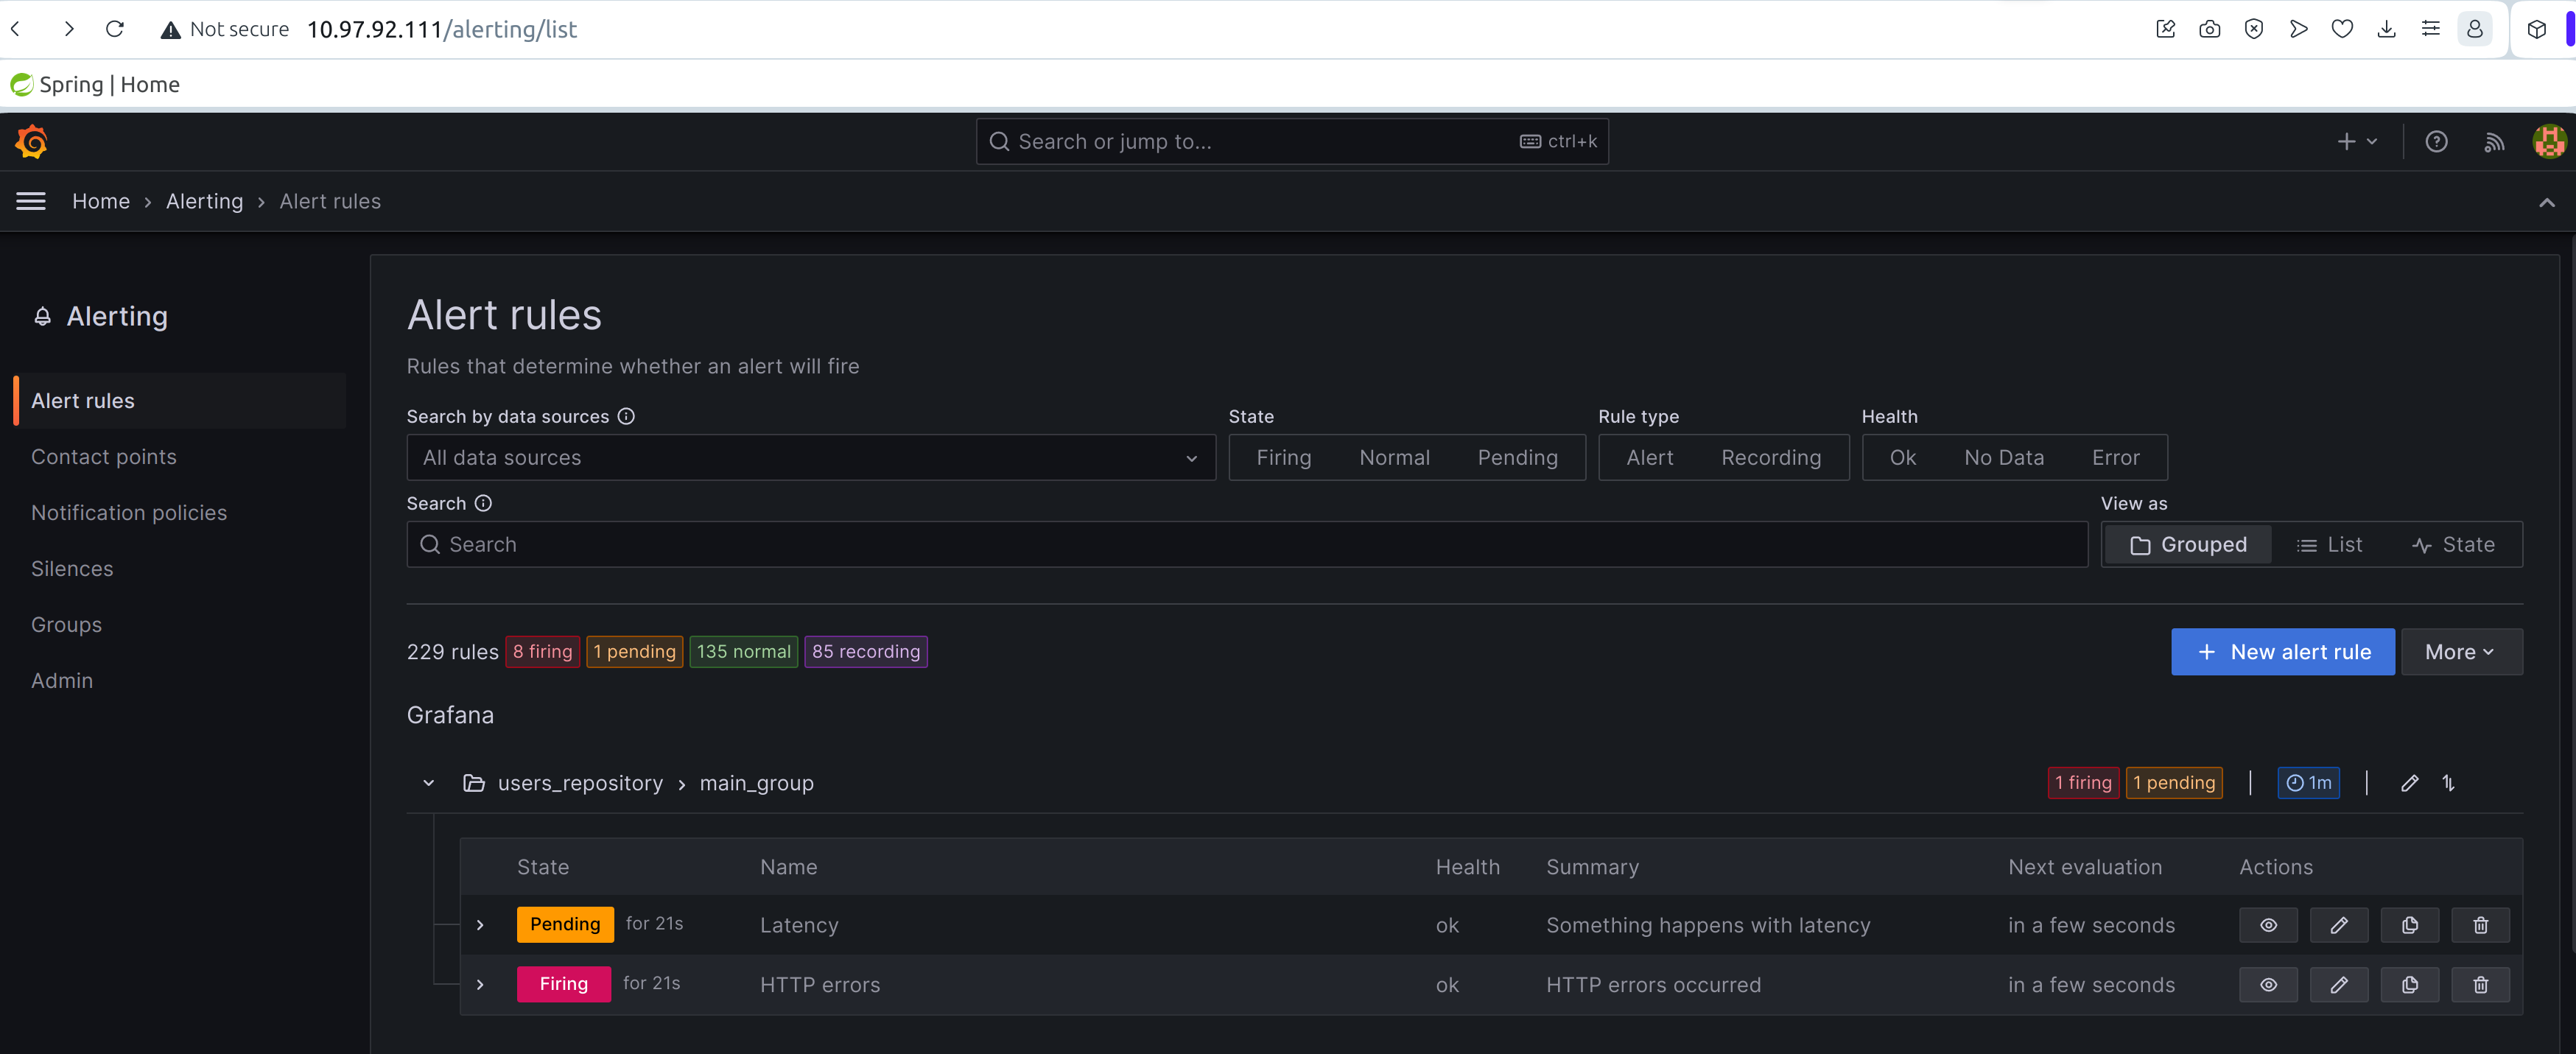 Not secure 10.97.92.111/alerting/list
Spring | Home
Search or jump to... ctrl+k
Home › Alerting › Alert rules
Alerting
Alert rules
Contact points
Notification policies
Silences
Groups
Admin
Alert rules
Rules that determine whether an alert will fire
Search by data sources State Rule type Health
All data sources Firing Normal Pending Alert Recording Ok No Data Error
Search View as
Search Grouped List State
229 rules 8 firing 1 pending 135 normal 85 recording + New alert rule More
Grafana
users_repository › main_group 1 firing 1 pending | 1m |
State Name Health Summary Next evaluation Actions
Pending for 21s Latency ok Something happens with latency in a few seconds
Firing for 21s HTTP errors ok HTTP errors occurred in a few seconds